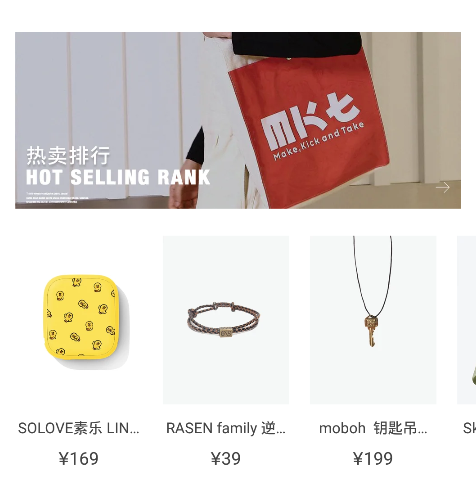 mKt
Make, Kick and Take
热卖排行
HOT SELLING RANK
SOLOVE素乐 LIN...
RASEN family 逆...
moboh 钥匙吊...
Sk
¥169
¥39
¥199